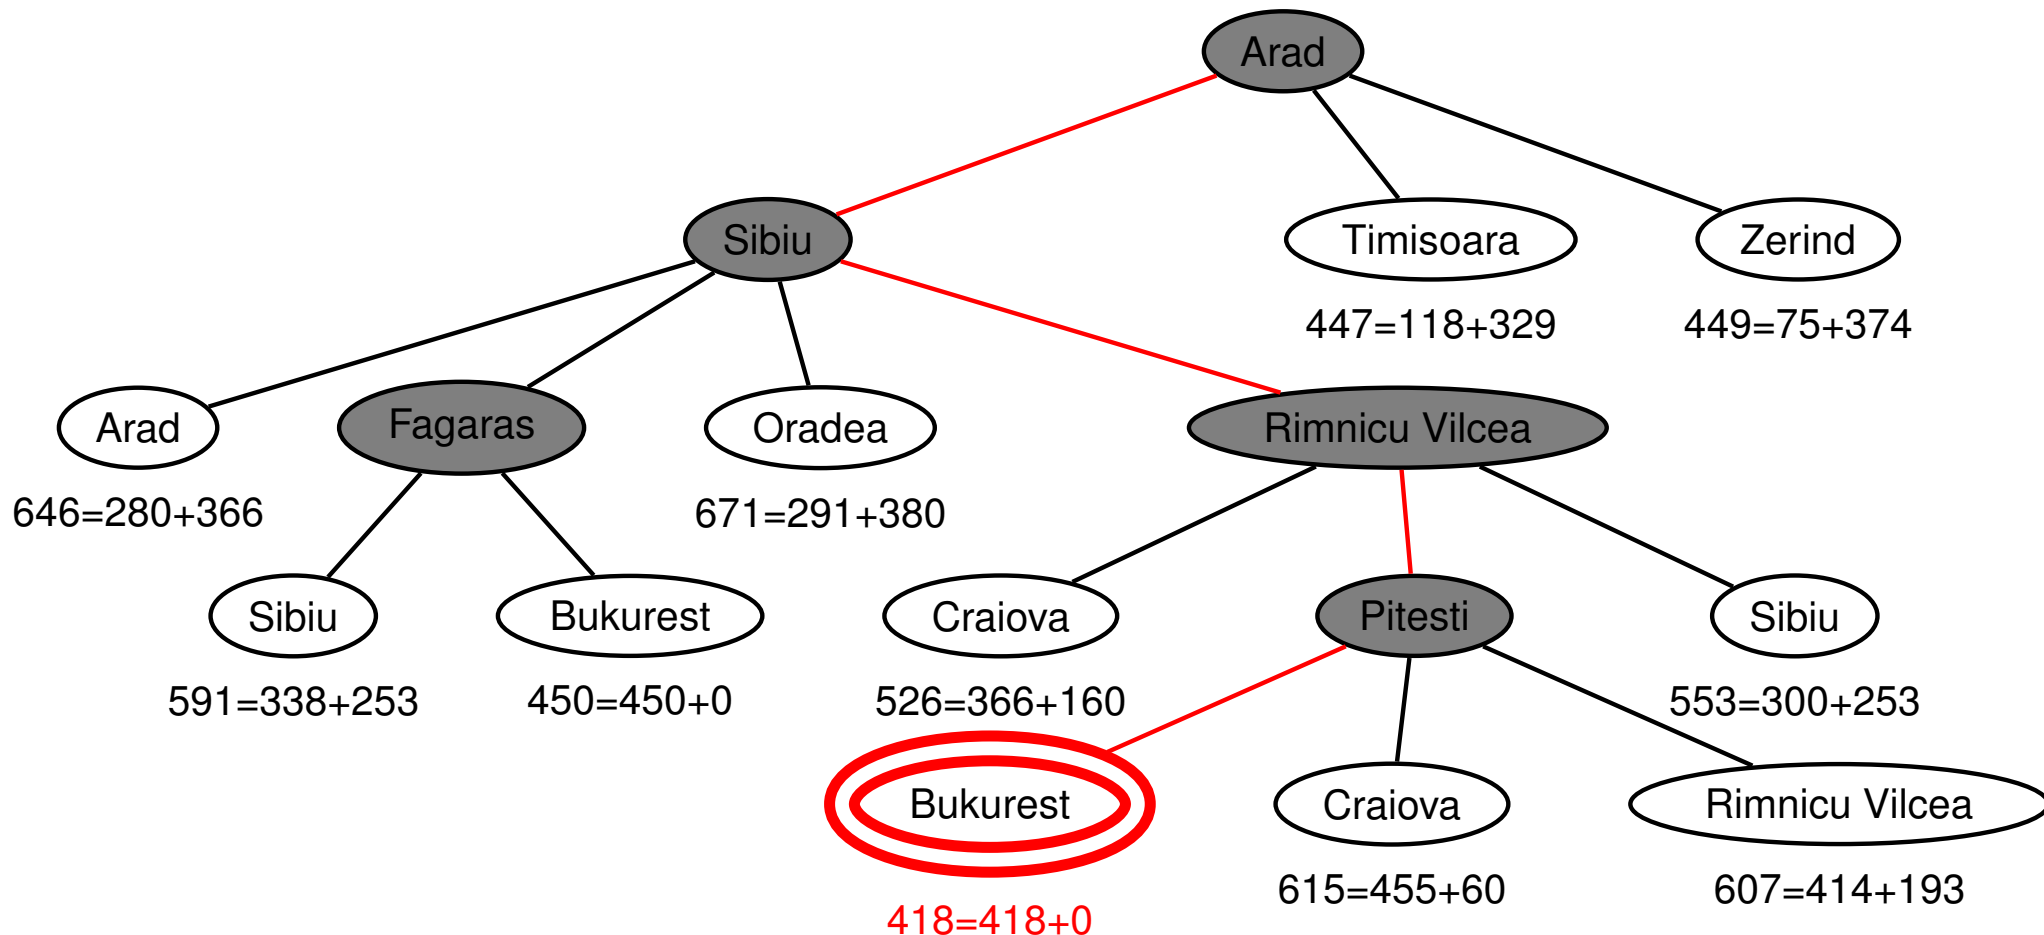 Arad
Sibiu
Timisoara
Zerind
447=118+329
449=75+374
Arad
Fagaras
Oradea
Rimnicu Vilcea
646=280+366
671=291+380
Sibiu
Bukurest
Craiova
Pitesti
Sibiu
591=338+253
450=450+0
526=366+160
553=300+253
Bukurest
Craiova
Rimnicu Vilcea
418=418+0
615=455+60
607=414+193